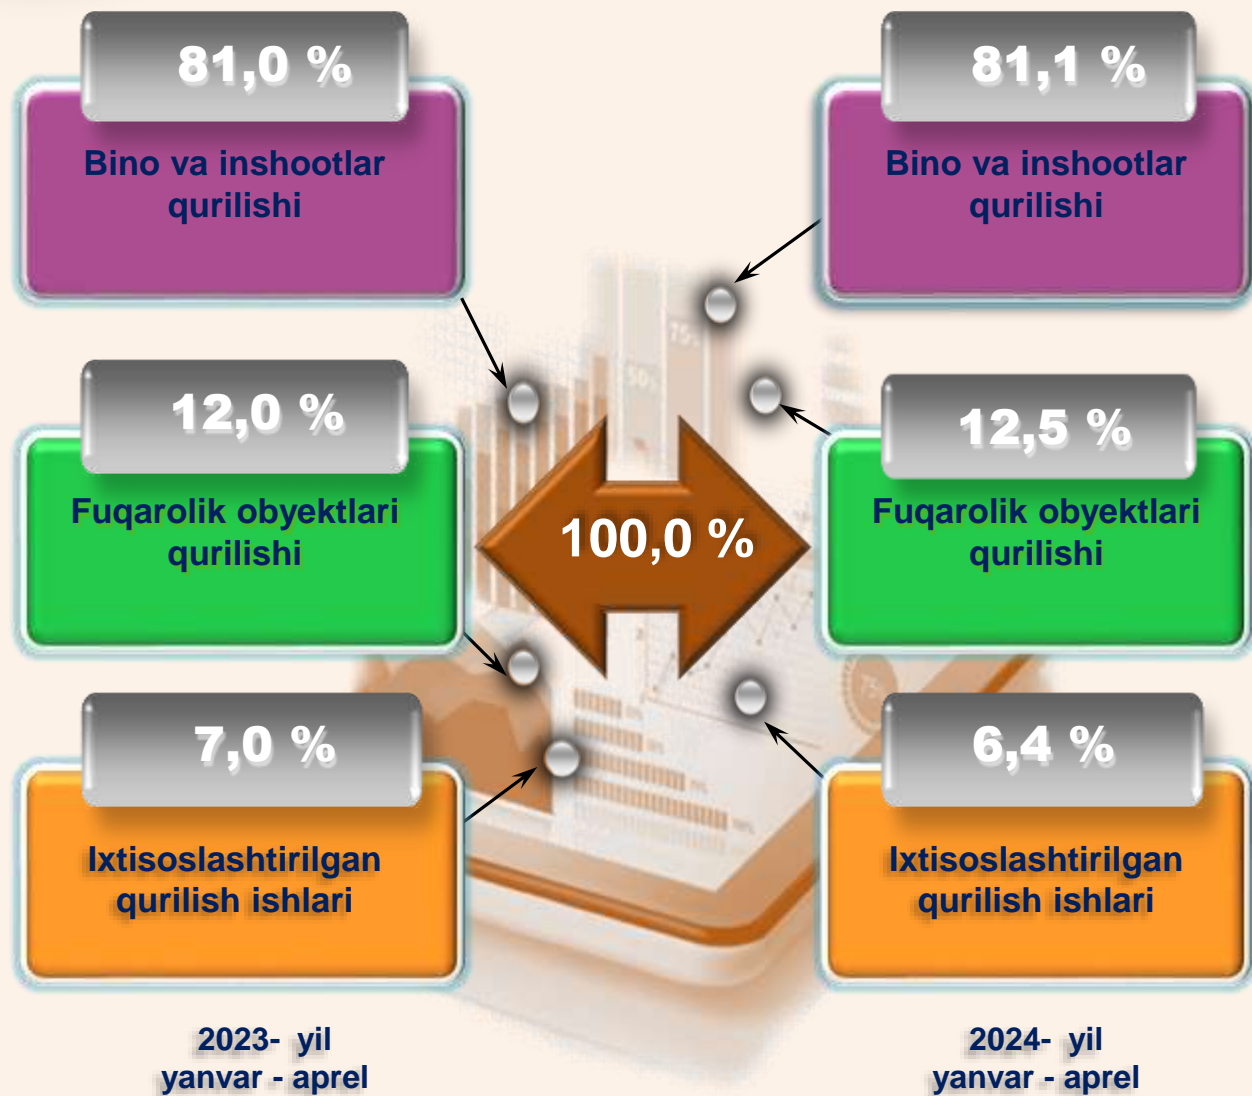 81,0 %
Bino va inshootlar
qurilishi
12,0 %
Fuqarolik obyektlari
qurilishi
7,0 %
Ixtisoslashtirilgan
qurilish ishlari
2023- yil
yanvar - aprel
100,0 %
81,1 %
Bino va inshootlar
qurilishi
12,5 %
Fuqarolik obyektlari
qurilishi
6,4 %
Ixtisoslashtirilgan
qurilish ishlari
2024- yil
yanvar - aprel
75%
50%